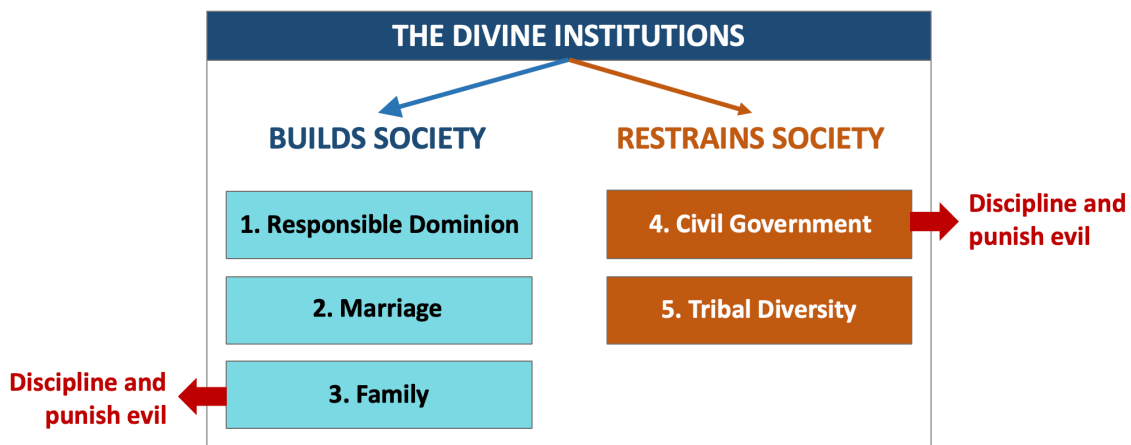 THE DIVINE INSTITUTIONS
BUILDS SOCIETY
RESTRAINS SOCIETY
1. Responsible Dominion
2. Marriage
3. Family
Discipline and
punish evil
4. Civil Government
5. Tribal Diversity
Discipline and
punish evil